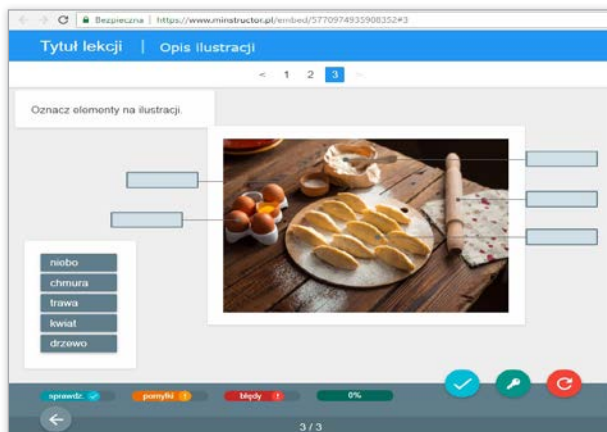 Bezpieczna | https://www.minstructor.pl/embed/5770974935908352#3
Tytuł lekcji | Opis ilustracji
< 1 2 3 >
Oznacz elementy na ilustracji.
niobo
chmura
trawa
kwiat
drzewo
sprawdz. pomyłki błędy 0%
3 / 3